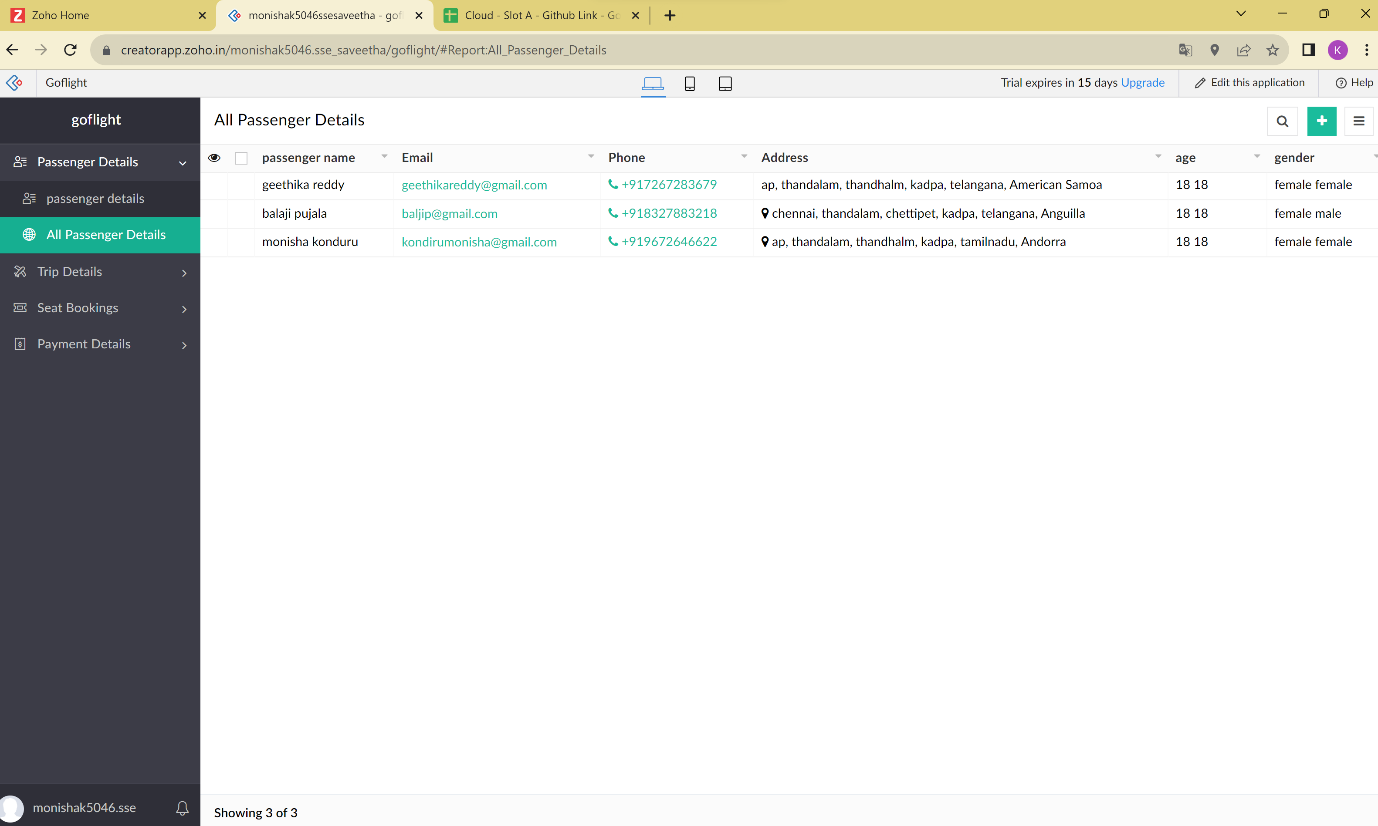 Zoho Home
monishak5046ssesaveetha - gofl
Cloud - Slot A - Github Link - Go
creatorapp.zoho.in/monishak5046.sse_saveetha/goflight/#Report:All_Passenger_Details
K
Goflight
Trial expires in 15 days Upgrade
Edit this application
Help
goflight
Passenger Details
passenger details
All Passenger Details
Trip Details
Seat Bookings
Payment Details
monishak5046.sse
All Passenger Details
passenger name Email Phone Address age gender
geethika reddy geethikareddy@gmail.com +917267283679 ap, thandalam, thandhalm, kadpa, telangana, American Samoa 18 18 female female
balaji pujala baljip@gmail.com +918327883218 chennai, thandalam, chettipet, kadpa, telangana, Anguilla 18 18 female male
monisha konduru kondirumonisha@gmail.com +919672646622 ap, thandalam, thandhalm, kadpa, tamilnadu, Andorra 18 18 female female
Showing 3 of 3